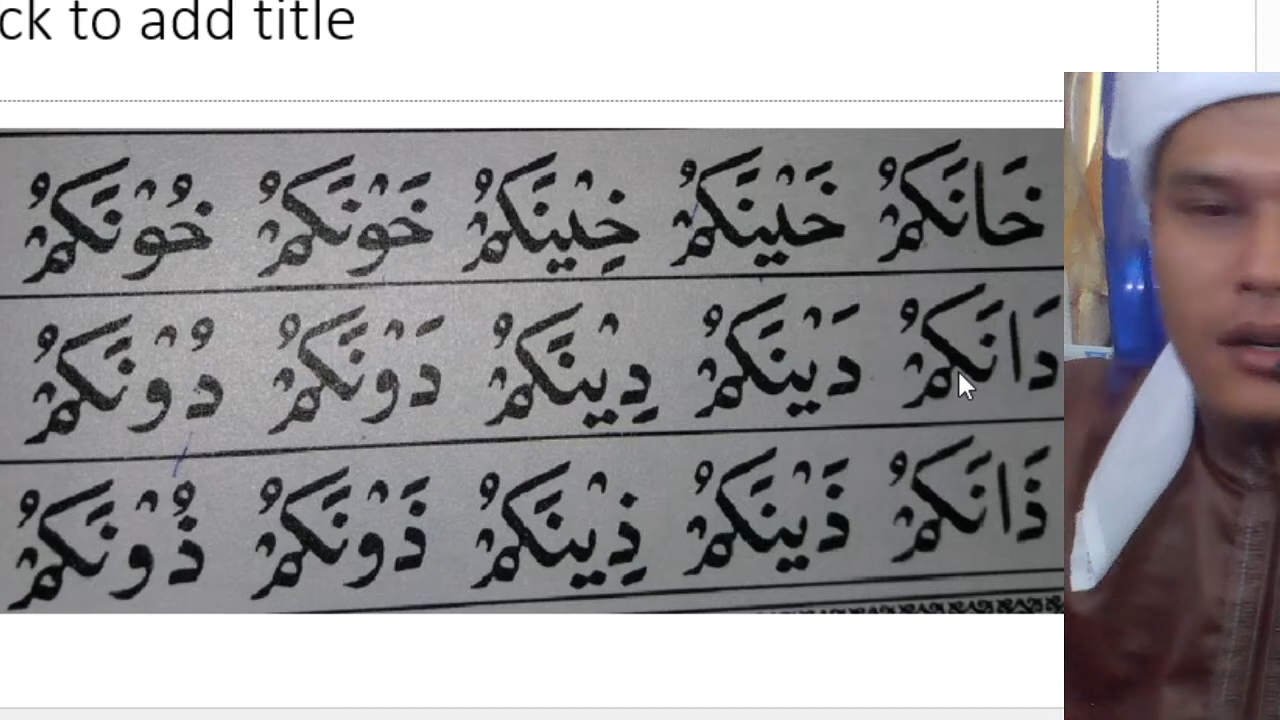 ck to add title
خَانَكُمْ خَيْنَكُمْ خِيْنَكُمْ خَوْنَكُمْ خُوْنَكُمْ
دَانَكُمْ دَيْنَكُمْ دِيْنَكُمْ دَوْنَكُمْ دُوْنَكُمْ
ذَانَكُمْ ذَيْنَكُمْ ذِيْنَكُمْ ذَوْنَكُمْ ذُوْنَكُمْ